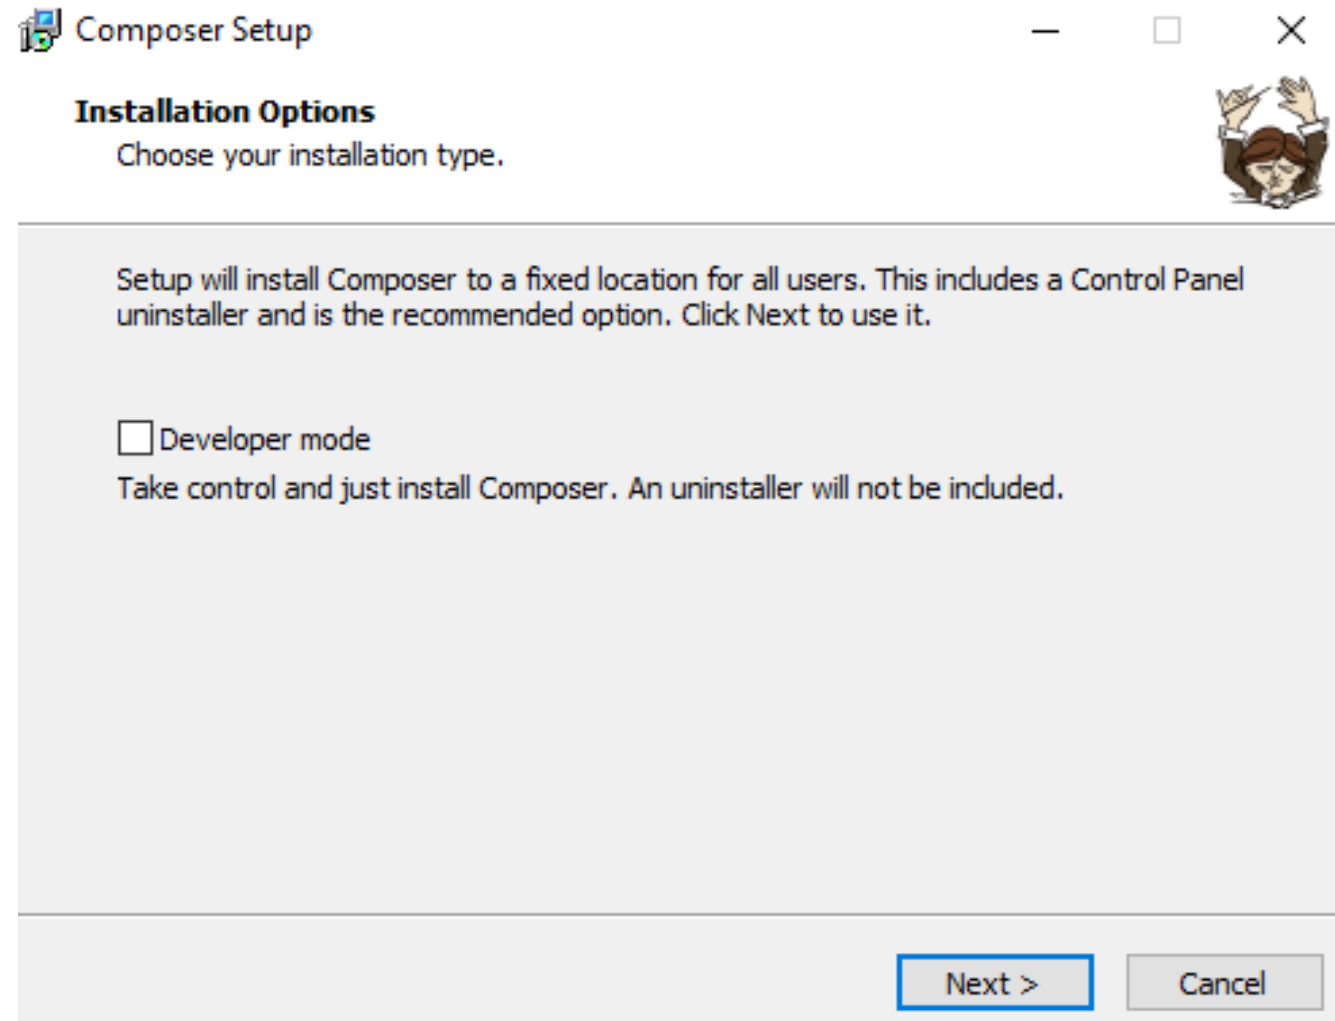 Composer Setup
Installation Options
Choose your installation type.
Setup will install Composer to a fixed location for all users. This includes a Control Panel
uninstaller and is the recommended option. Click Next to use it.
Developer mode
Take control and just install Composer. An uninstaller will not be included.
Next >
Cancel